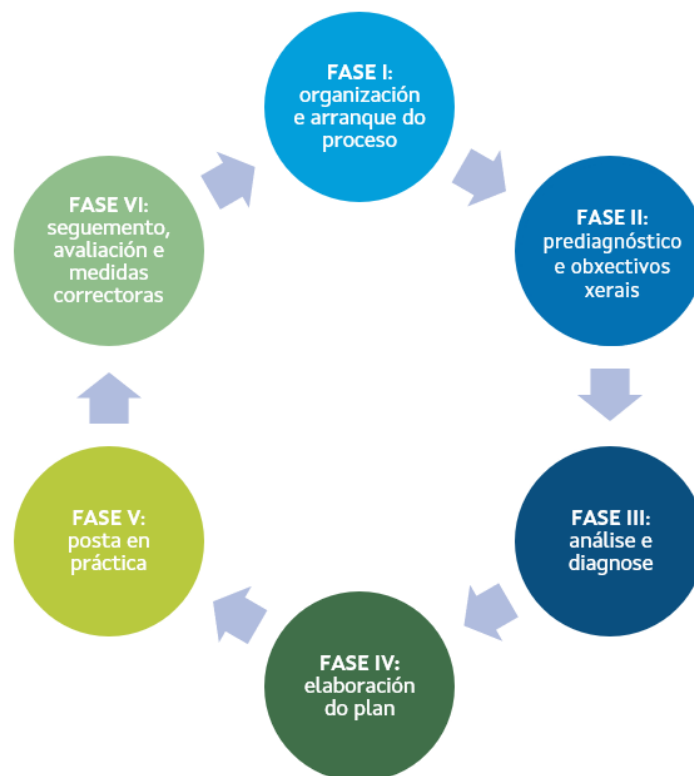 FASE I:
organización
e arranque do
proceso
FASE II:
prediagnóstico
e obxectivos
xerais
FASE III:
análise e
diagnose
FASE IV:
elaboración
do plan
FASE V:
posta en
práctica
FASE VI:
seguemento,
avaliación e
medidas
correctoras